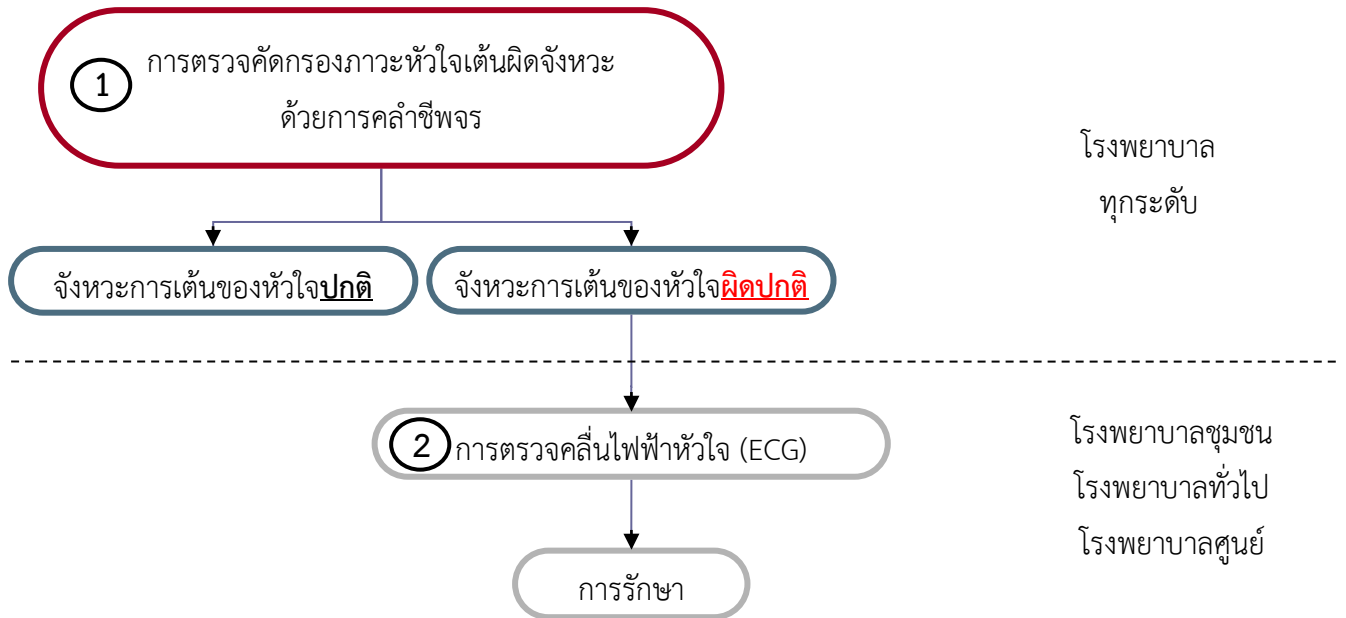 1
การตรวจคัดกรองภาวะหัวใจเต้นผิดจังหวะ
ด้วยการคลำชีพจร
โรงพยาบาล
ทุกระดับ
จังหวะการเต้นของหัวใจปกติ
จังหวะการเต้นของหัวใจผิดปกติ
2 การตรวจคลื่นไฟฟ้าหัวใจ (ECG)
โรงพยาบาลชุมชน
โรงพยาบาลทั่วไป
โรงพยาบาลศูนย์
การรักษา